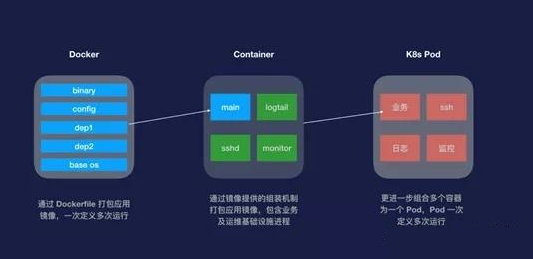 Docker
Container
K8s Pod
binary
config
dep1
dep2
base os
main
logtail
sshd
monitor
业务
ssh
日志
监控
通过 Dockerfile 打包应用
镜像，一次定义多次运行
通过镜像提供的组装机制
打包应用镜像，包含业务
及运维基础设施进程
更进一步组合多个容器
为一个 Pod，Pod 一次
定义多次运行